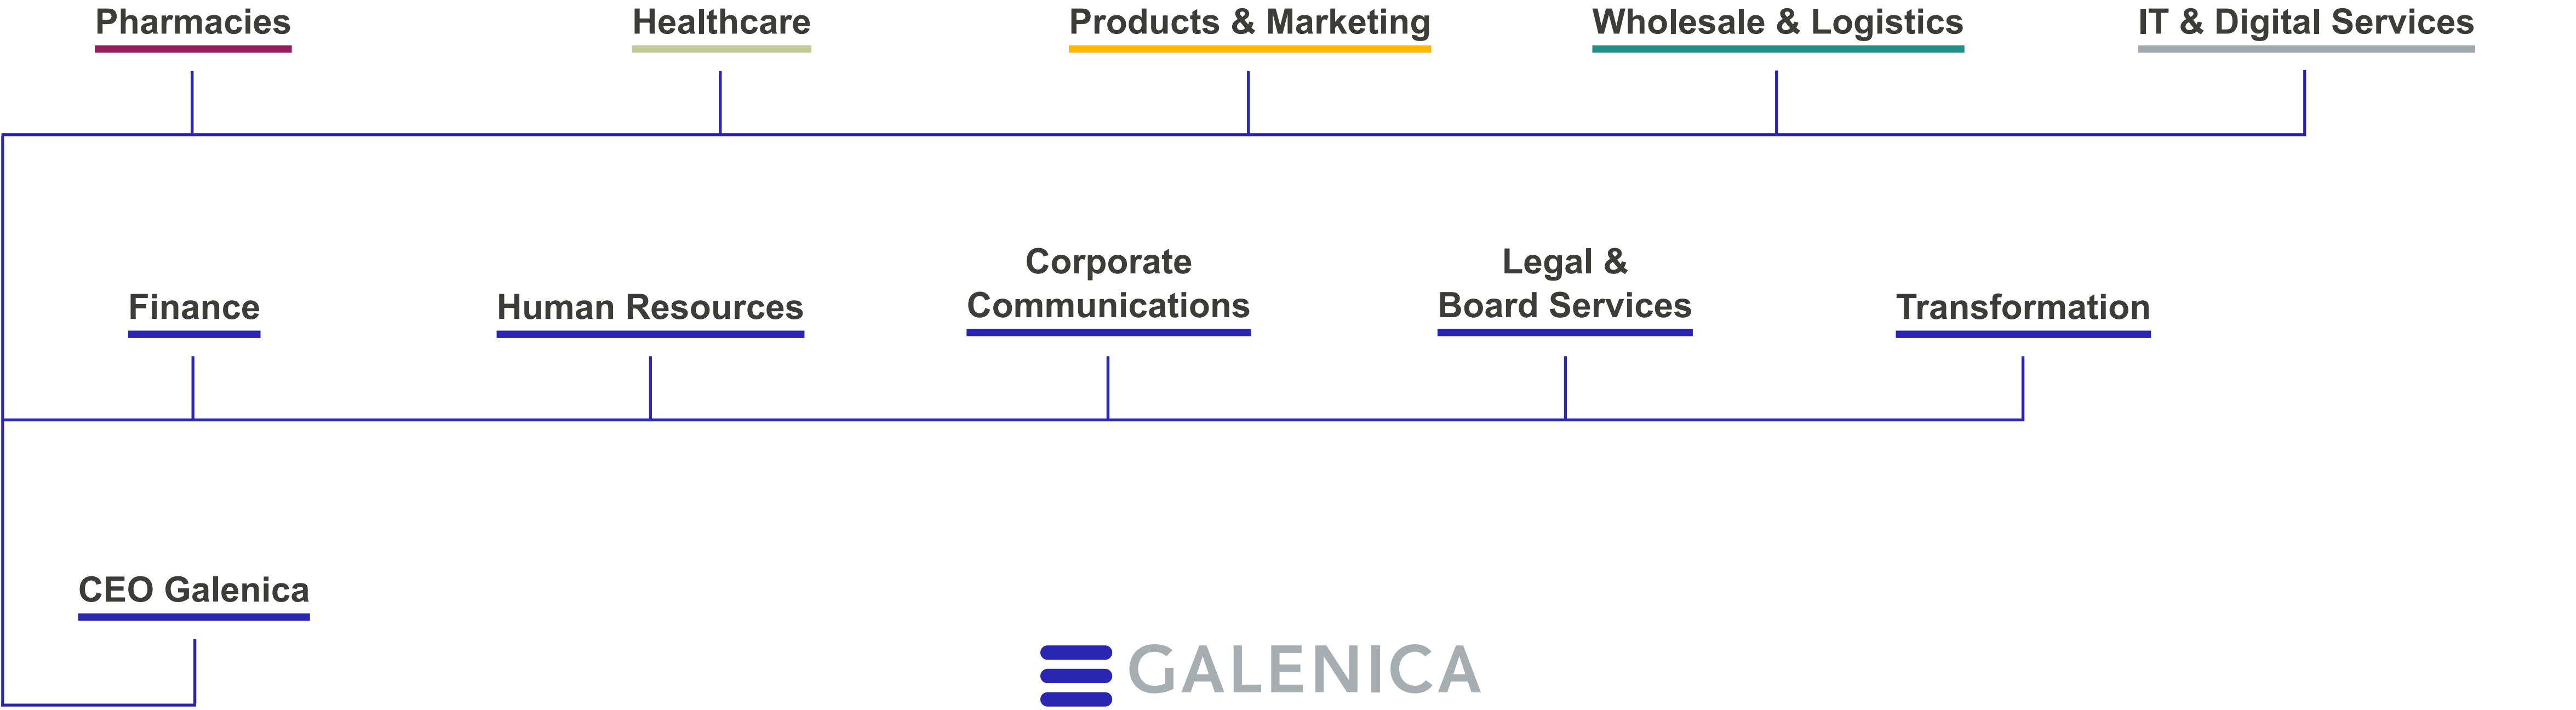 Pharmacies
Healthcare
Products & Marketing
Wholesale & Logistics
IT & Digital Services
Finance
Human Resources
Corporate
Communications
Legal &
Board Services
Transformation
CEO Galenica
GALENICA